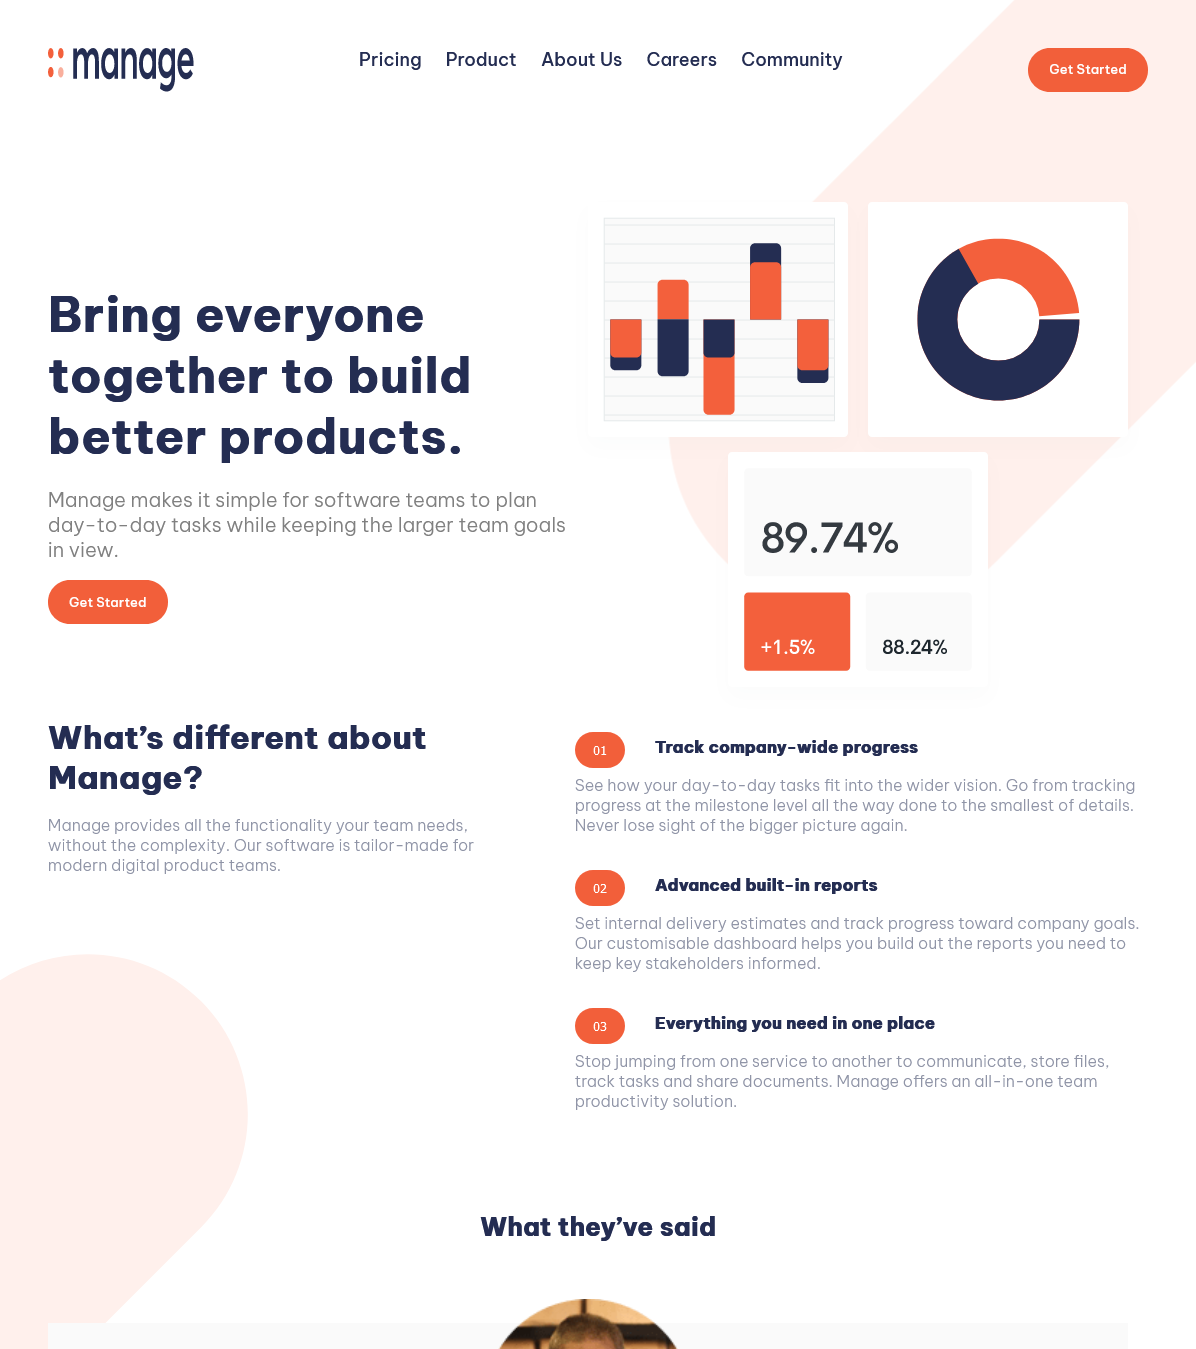 manage
Pricing Product About Us Careers Community
Get Started
Bring everyone
together to build
better products.
Manage makes it simple for software teams to plan
day-to-day tasks while keeping the larger team goals
in view.
Get Started
89.74%
+1.5%
88.24%
What’s different about
Manage?
Manage provides all the functionality your team needs,
without the complexity. Our software is tailor-made for
modern digital product teams.
01 Track company-wide progress
See how your day-to-day tasks fit into the wider vision. Go from tracking
progress at the milestone level all the way done to the smallest of details.
Never lose sight of the bigger picture again.
02 Advanced built-in reports
Set internal delivery estimates and track progress toward company goals.
Our customisable dashboard helps you build out the reports you need to
keep key stakeholders informed.
03 Everything you need in one place
Stop jumping from one service to another to communicate, store files,
track tasks and share documents. Manage offers an all-in-one team
productivity solution.
What they’ve said